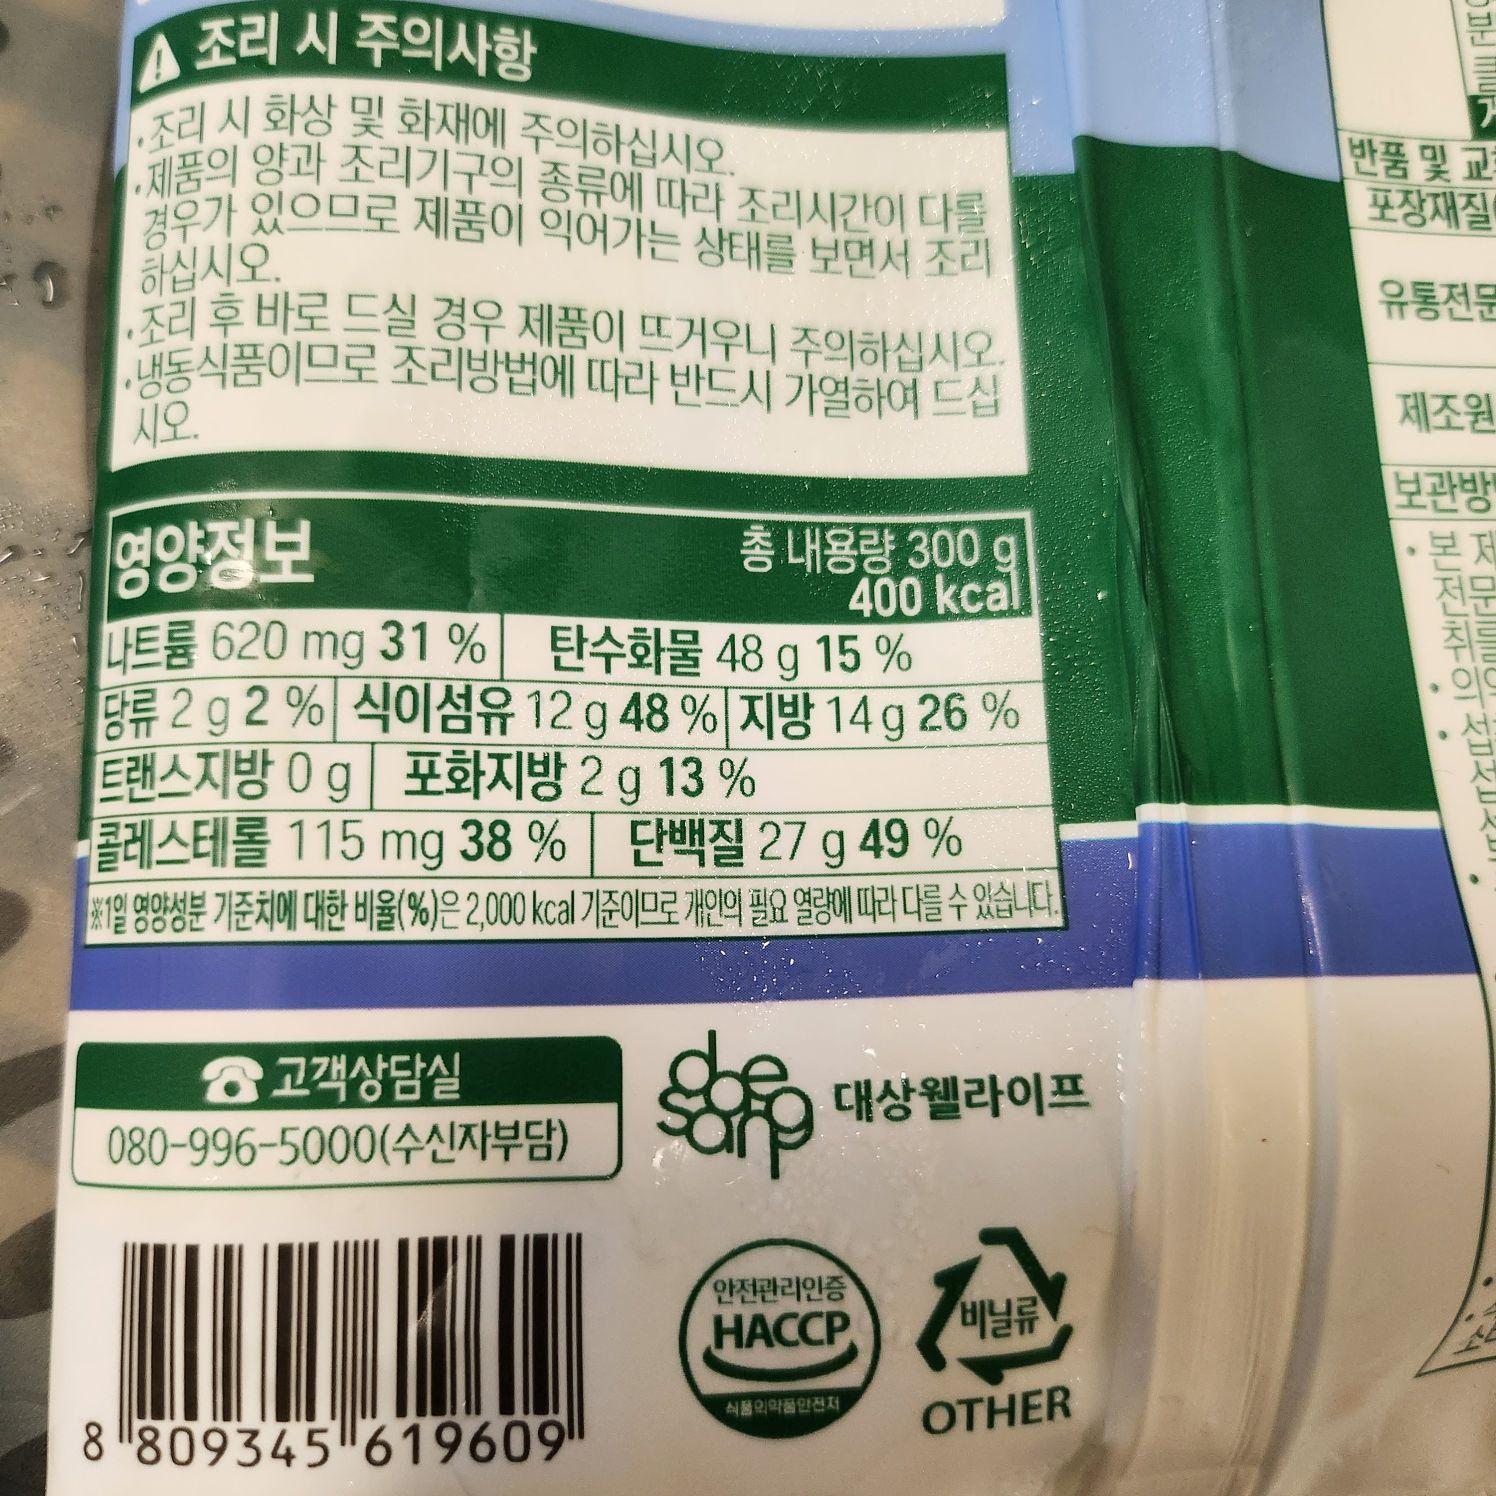 조리 시 주의사항
·조리 시 화상 및 화재에 주의하십시오.
·제품의 양과 조리기구의 종류에 따라 조리시간이 다를
경우가 있으므로 제품이 익어가는 상태를 보면서 조리
하십시오.
·조리 후 바로 드실 경우 제품이 뜨거우니 주의하십시오.
·냉동식품이므로 조리방법에 따라 반드시 가열하여 드십
시오.
영양정보
총 내용량 300 g
400 kcal
나트륨 620 mg 31 % 탄수화물 48 g 15 %
당류 2 g 2 % 식이섬유 12 g 48 % 지방 14 g 26 %
트랜스지방 0 g 포화지방 2 g 13 %
콜레스테롤 115 mg 38 % 단백질 27 g 49 %
※1일 영양성분 기준치에 대한 비율(%)은 2,000 kcal 기준이므로 개인의 필요 열량에 따라 다를 수 있습니다.
고객상담실
080-996-5000(수신자부담)
daesang 대상웰라이프
8 809345 619609
안전관리인증
HACCP
식품의약품안전처
비닐류
OTHER
반품 및
포장재질
유통전문
제조원
보관방
·본 제
전문